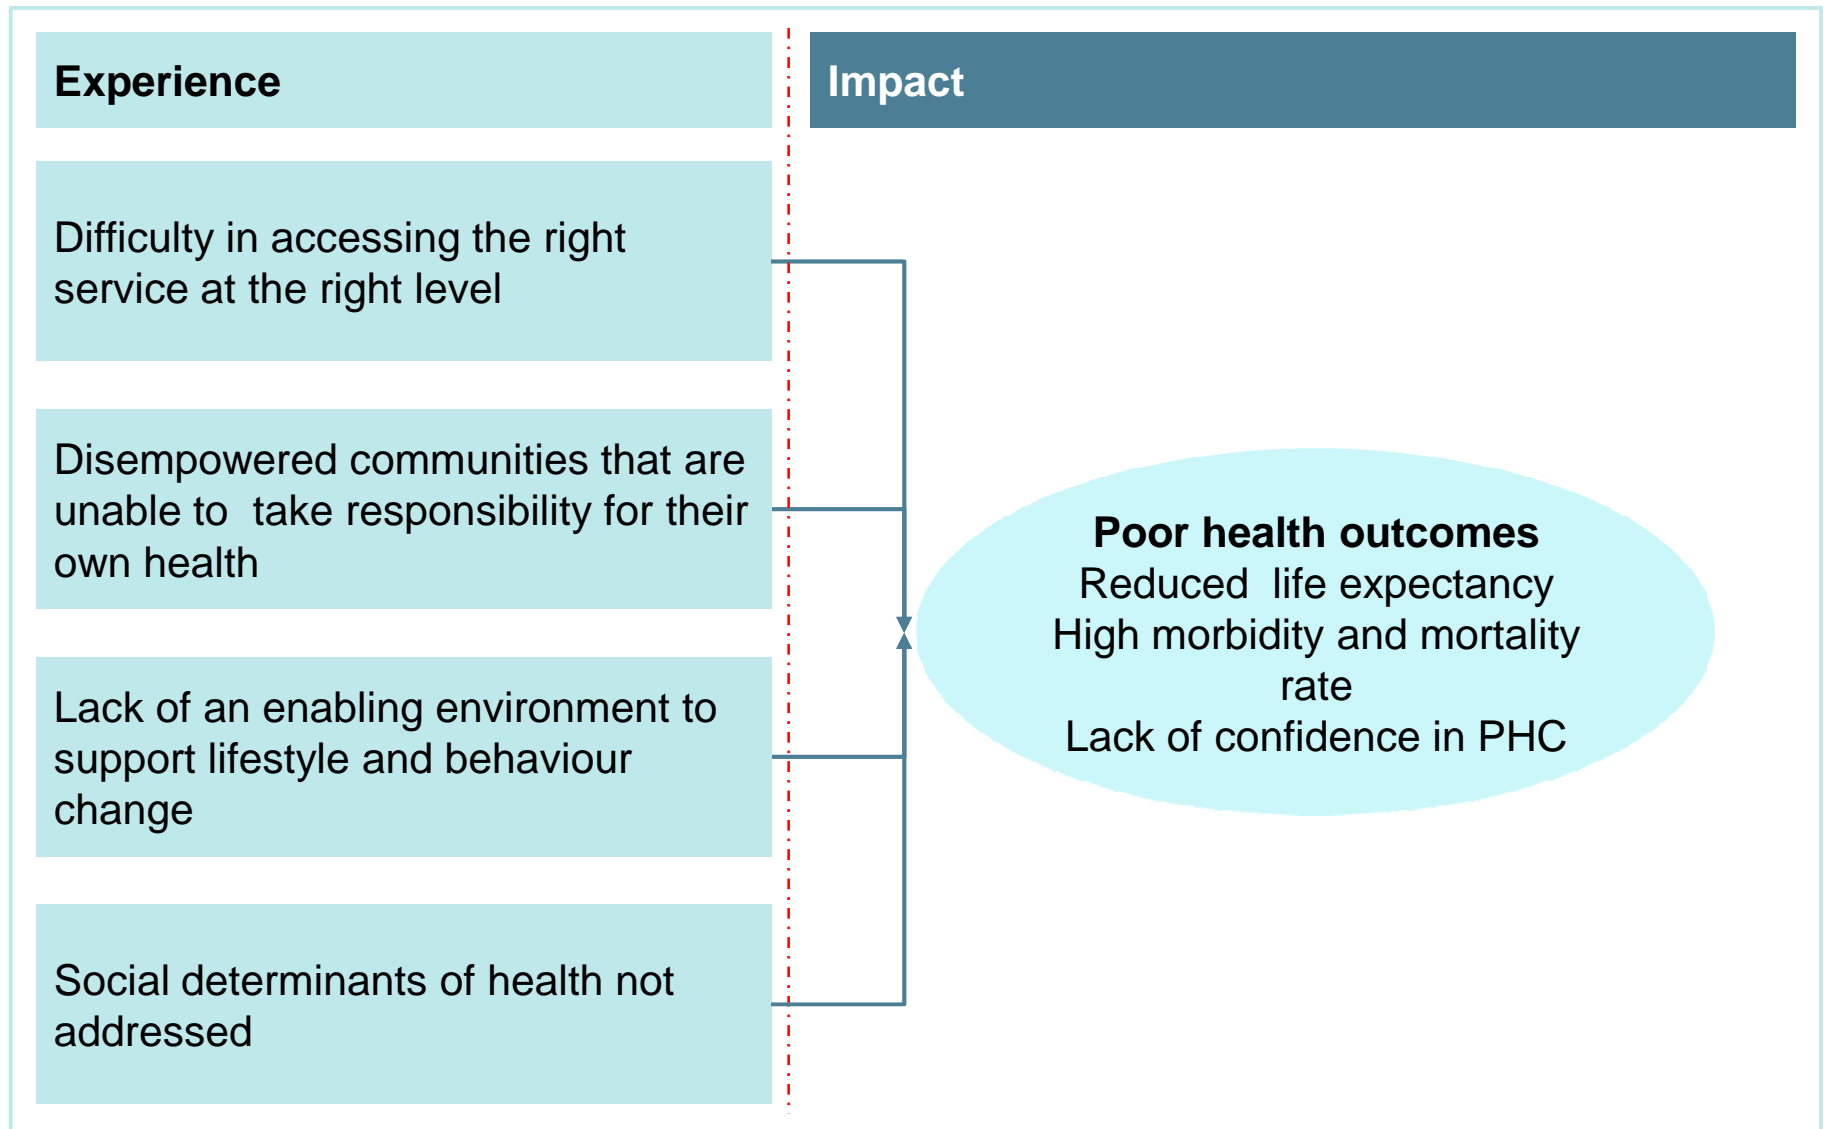 Experience
Impact
Difficulty in accessing the right
service at the right level
Disempowered communities that are
unable to  take responsibility for their
own health
Lack of an enabling environment to
support lifestyle and behaviour
change
Social determinants of health not
addressed
Poor health outcomes
Reduced  life expectancy
High morbidity and mortality
rate
Lack of confidence in PHC